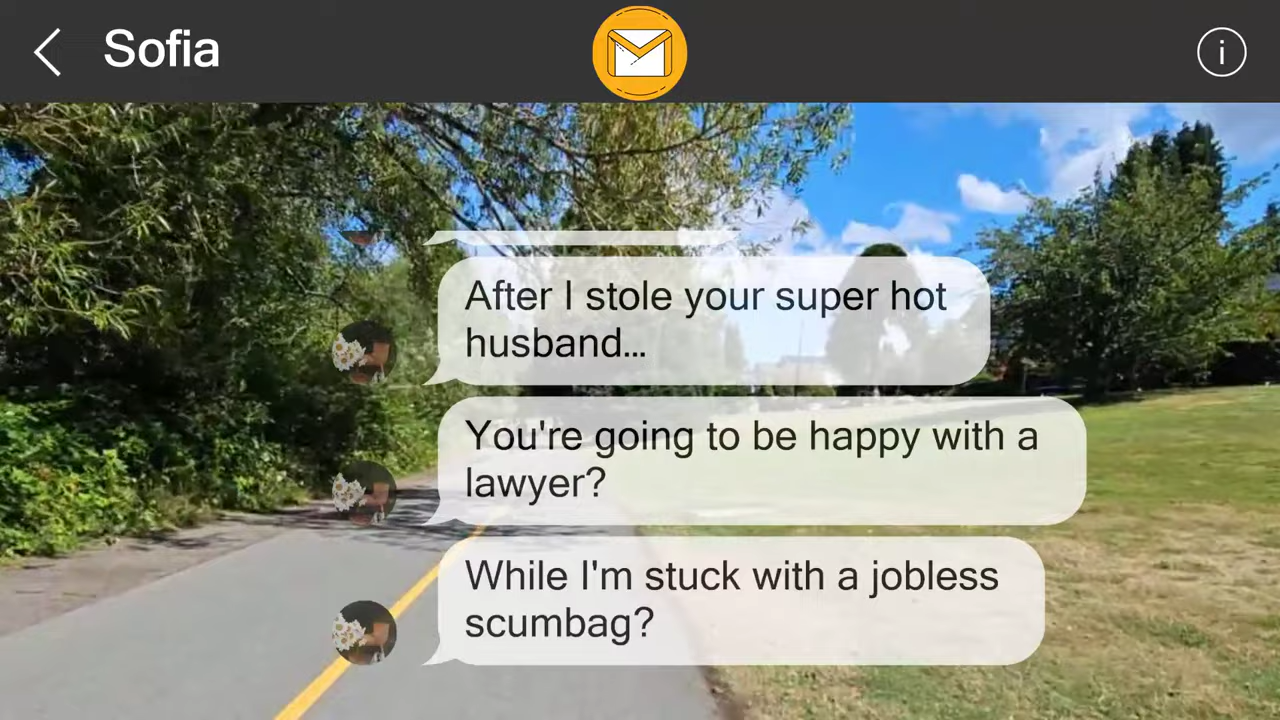 Sofia
After I stole your super hot
husband...
You're going to be happy with a
lawyer?
While I'm stuck with a jobless
scumbag?